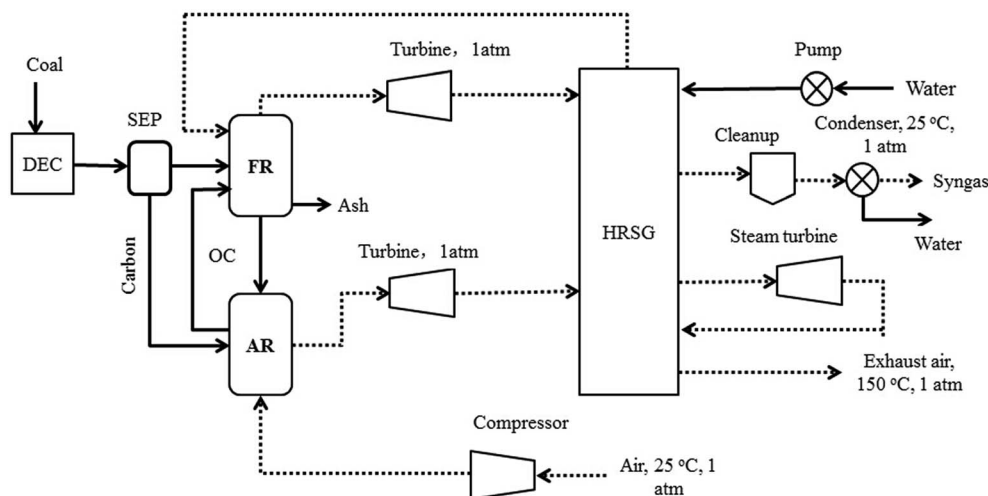 Turbine, 1atm
Pump
Coal
Water
SEP
Condenser, 25 °C,
1 atm
Cleanup
DEC
FR
Syngas
Ash
Water
HRSG
Steam turbine
OC
Turbine, 1atm
Carbon
AR
Exhaust air,
150 °C, 1 atm
Compressor
Air, 25 °C, 1
atm